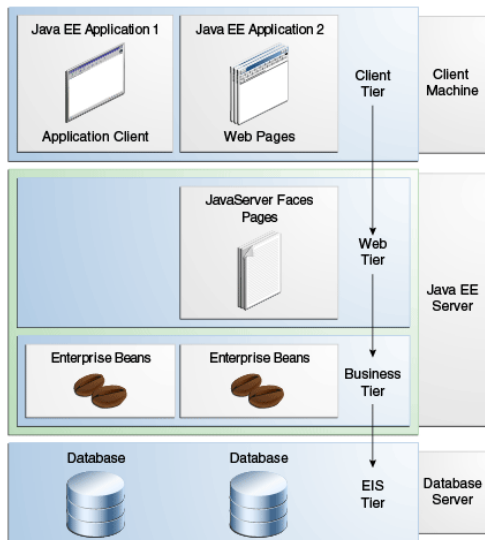 Java EE Application 1
Application Client
Java EE Application 2
Web Pages
Client
Tier
Client
Machine
JavaServer Faces
Pages
Web
Tier
Java EE
Server
Enterprise Beans
Enterprise Beans
Business
Tier
Database
Database
EIS
Tier
Database
Server